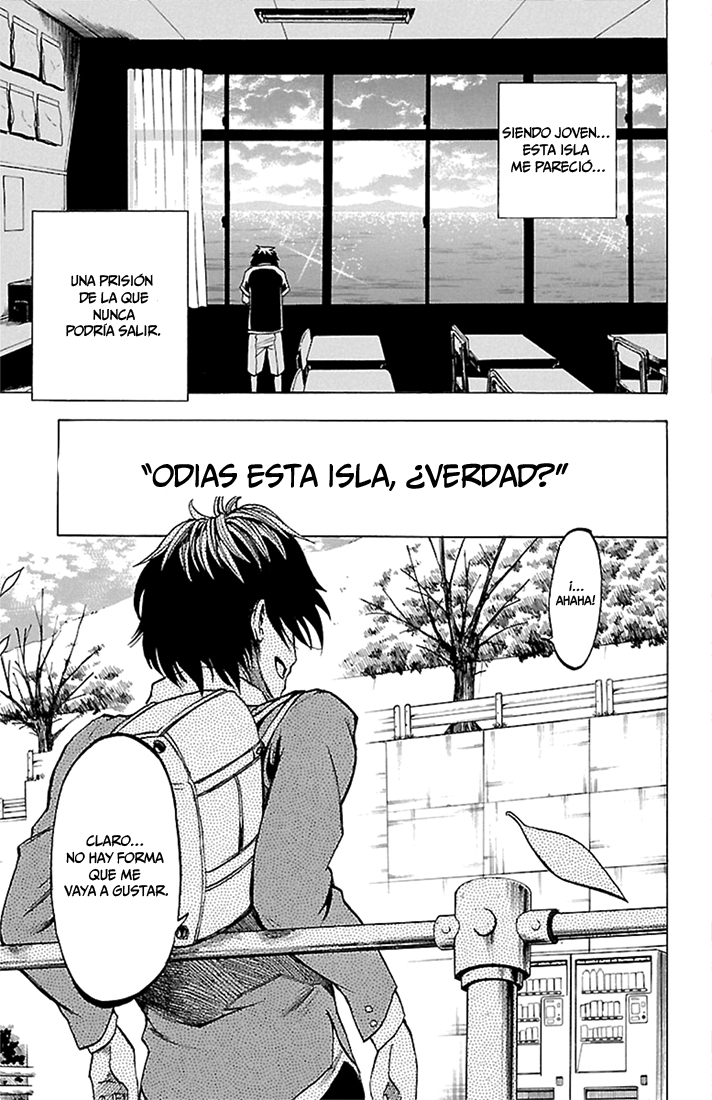 SIENDO JOVEN...
ESTA ISLA
ME PARECIÓ...
UNA PRISIÓN
DE LA QUE
NUNCA
PODRÍA SALIR.
"ODIAS ESTA ISLA, ¿VERDAD?"
¡...
AHAHA!
CLARO...
NO HAY FORMA
QUE ME
VAYA A GUSTAR.